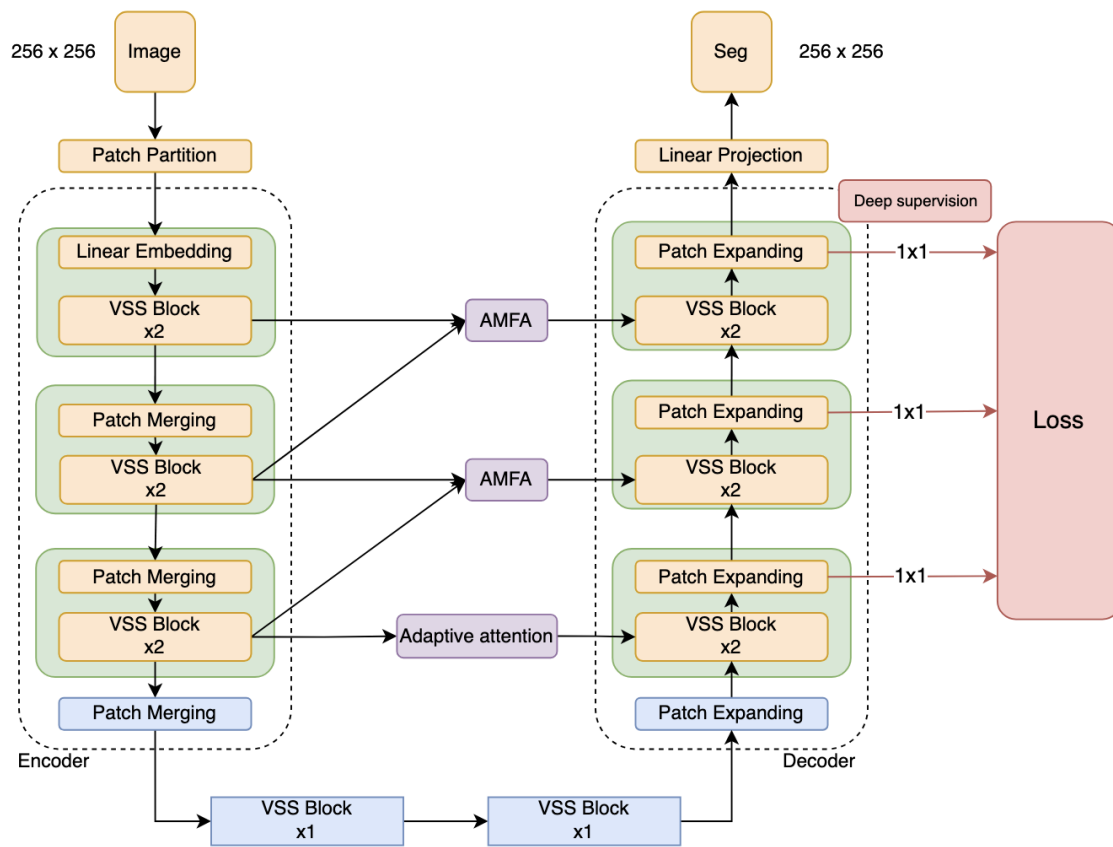 256 x 256
Image
Seg
256 x 256
Patch Partition
Linear Projection
Deep supervision
Linear Embedding
VSS Block
x2
AMFA
Patch Expanding
1x1
VSS Block
x2
Patch Merging
VSS Block
x2
AMFA
Patch Expanding
1x1
VSS Block
x2
Loss
Patch Merging
VSS Block
x2
Adaptive attention
Patch Expanding
1x1
VSS Block
x2
Patch Merging
Patch Expanding
Encoder
Decoder
VSS Block
x1
VSS Block
x1